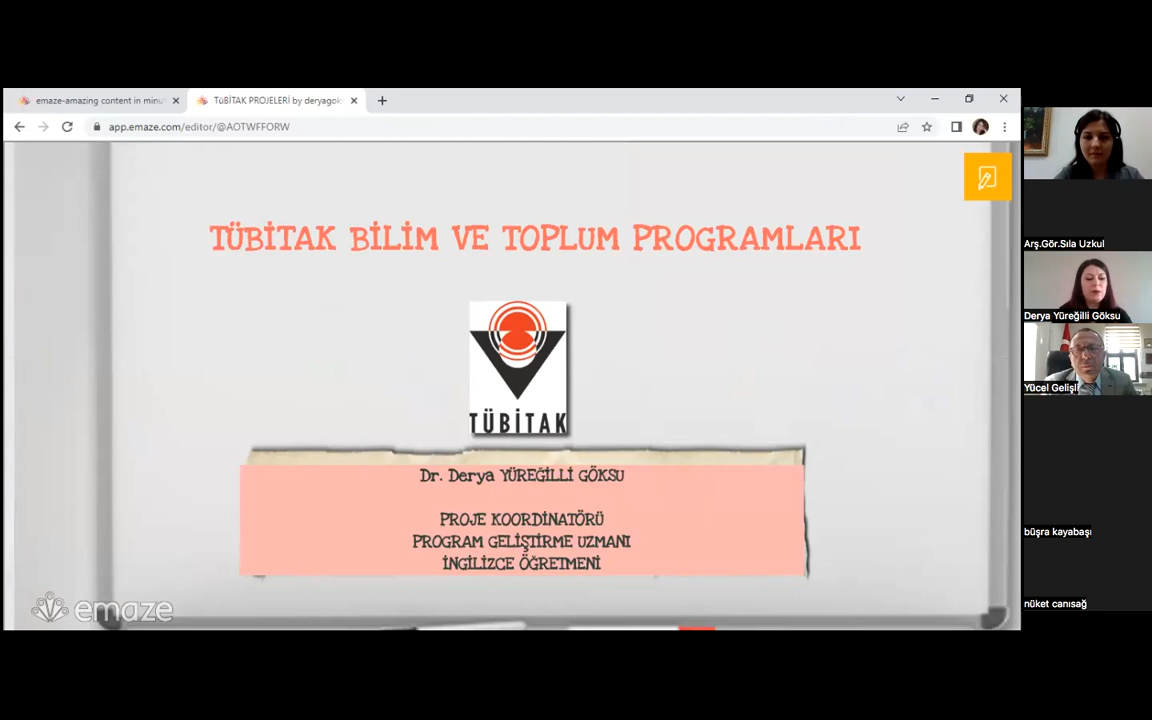 emaze-amazing content in minu
TüBİTAK PROJELERİ by deryagok
app.emaze.com/editor/@AOTWFFORW
TÜBİTAK BİLİM VE TOPLUM PROGRAMLARI
TÜBİTAK
Dr. Derya YÜREĞİLLİ GÖKSU
PROJE KOORDİNATÖRÜ
PROGRAM GELİŞTİRME UZMANI
İNGİLİZCE ÖĞRETMENİ
emaze
Arş.Gör.Sıla Uzkul
Derya Yüreğilli Göksu
Yücel Gelişli
büşra kayabaşı
nüket canısağ